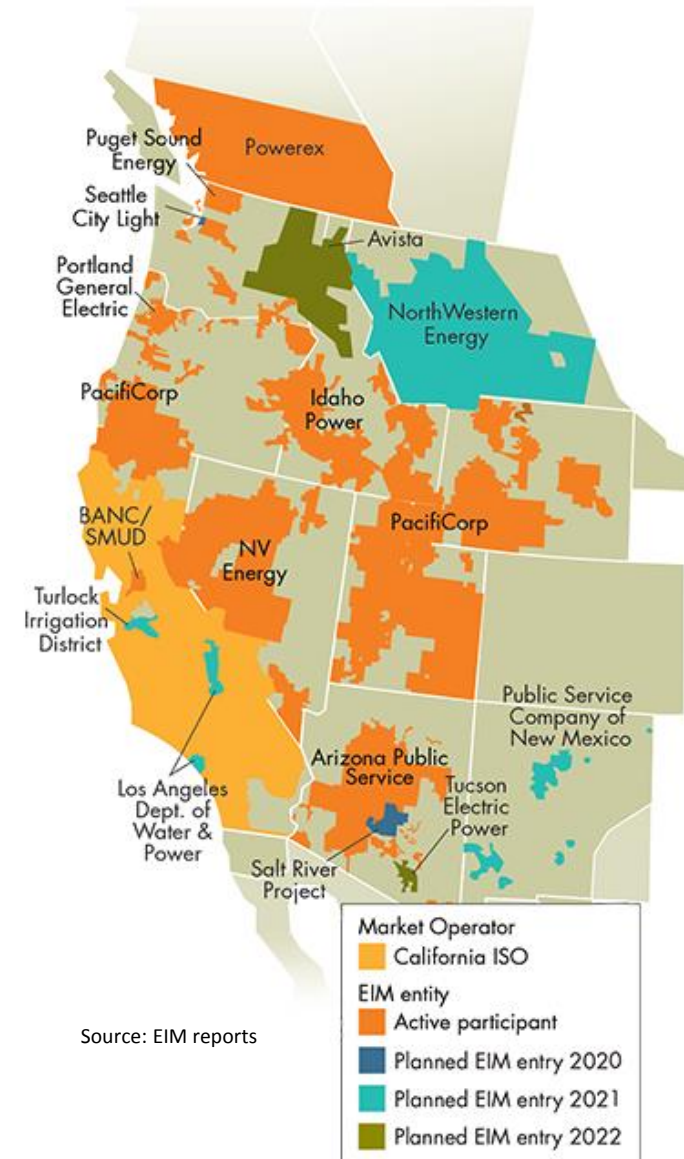 Puget Sound
Energy
Powerex
Seattle
City Light
Avista
Portland
General
Electric
NorthWestern
Energy
PacifiCorp
Idaho
Power
BANC/
SMUD
NV
Energy
PacifiCorp
Turlock
Irrigation
District
Public Service
Company of
New Mexico
Arizona Public
Service
Los Angeles
Dept. of
Water &
Power
Tucson
Electric
Power
Salt River
Project
Market Operator
California ISO
EIM entity
Active participant
Planned EIM entry 2020
Planned EIM entry 2021
Planned EIM entry 2022
Source: EIM reports